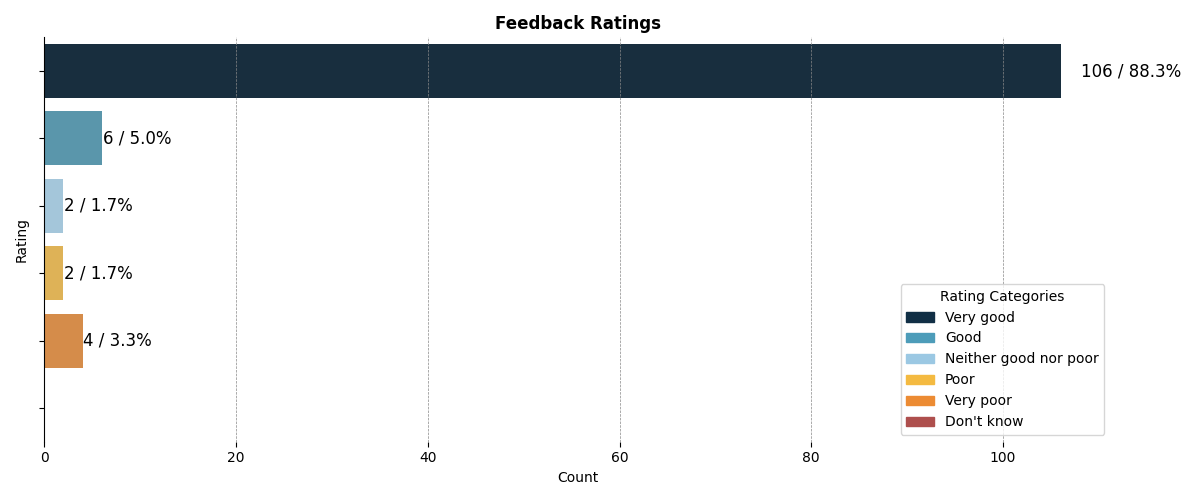 Feedback Ratings
106 / 88.3%
6 / 5.0%
2 / 1.7%
2 / 1.7%
4 / 3.3%
Rating
Rating Categories
Very good
Good
Neither good nor poor
Poor
Very poor
Don't know
0 20 40 60 80 100
Count